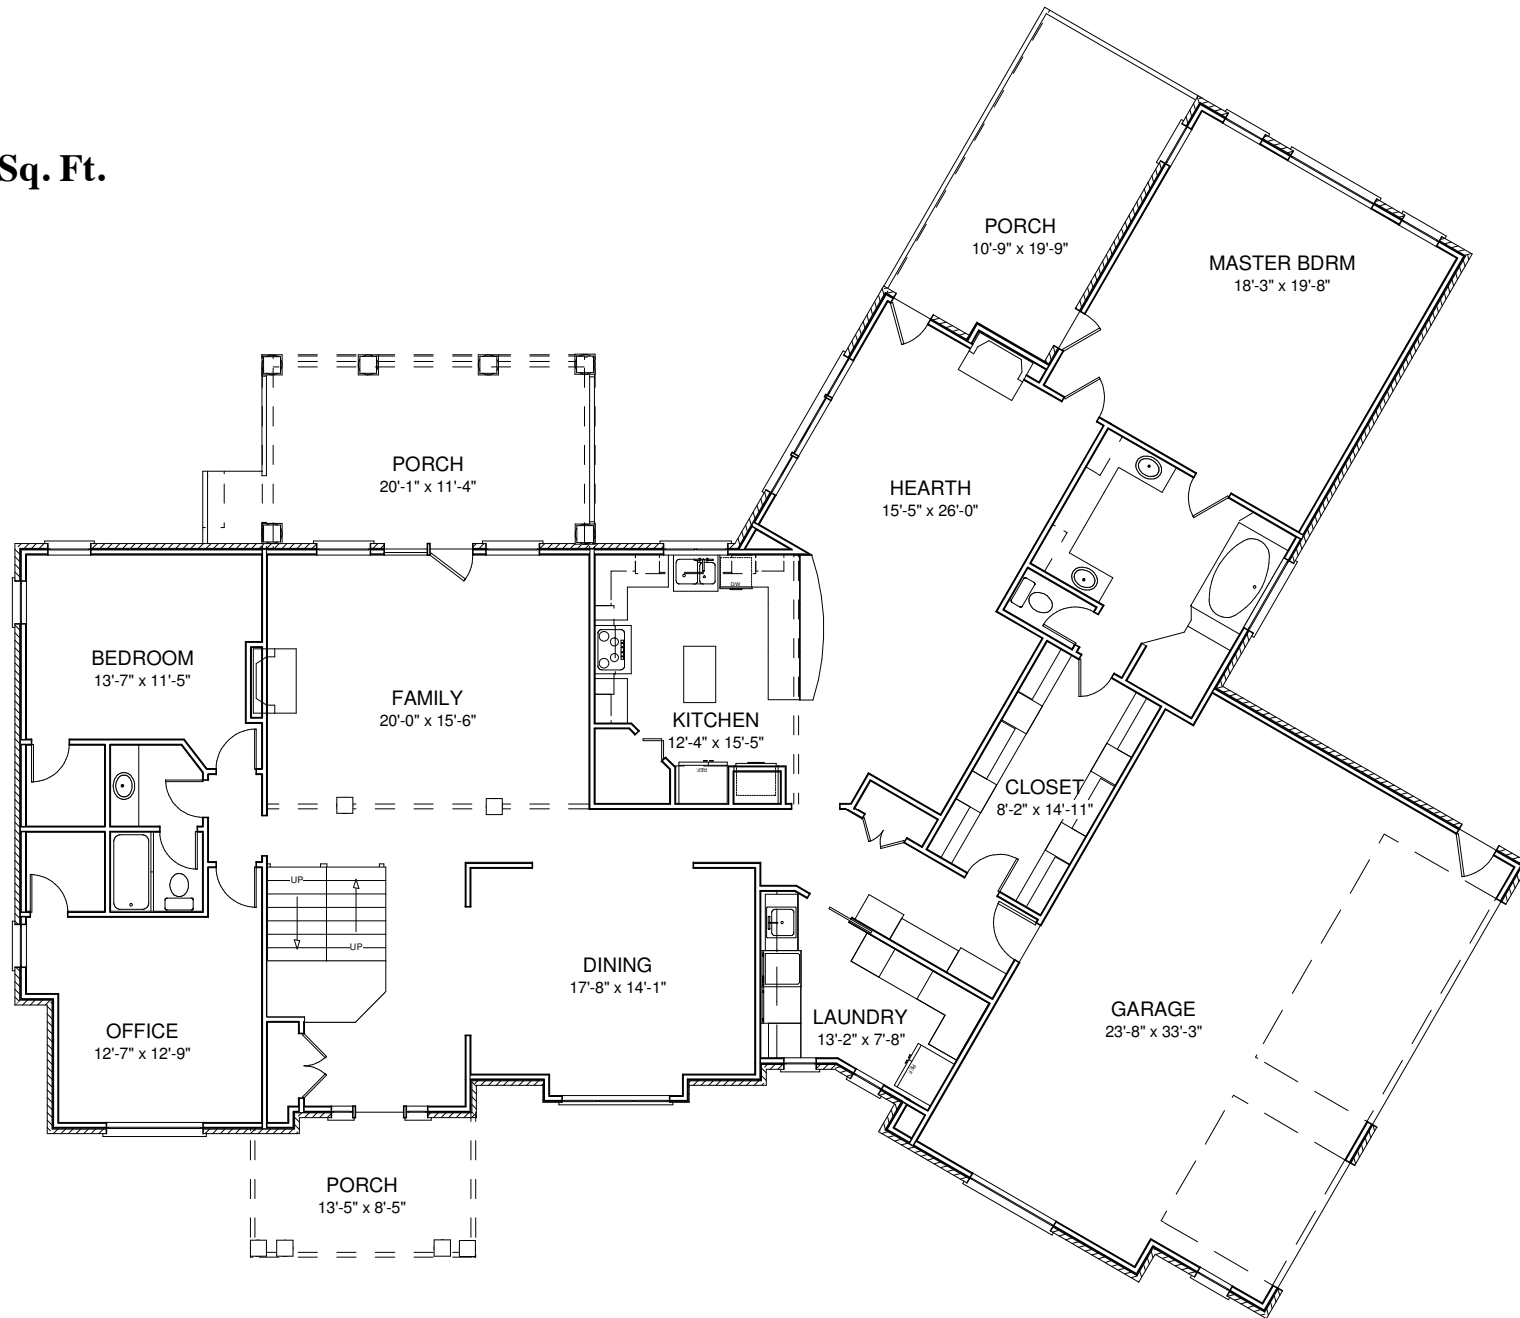 Sq. Ft.
PORCH
10'-9" x 19'-9"
MASTER BDRM
18'-3" x 19'-8"
PORCH
20'-1" x 11'-4"
HEARTH
15'-5" x 26'-0"
D/W
BEDROOM
13'-7" x 11'-5"
FAMILY
20'-0" x 15'-6"
KITCHEN
12'-4" x 15'-5"
REF.
CLOSET
8'-2" x 14'-11"
UP
UP
DINING
17'-8" x 14'-1"
LAUNDRY
13'-2" x 7'-8"
GARAGE
23'-8" x 33'-3"
OFFICE
12'-7" x 12'-9"
PORCH
13'-5" x 8'-5"